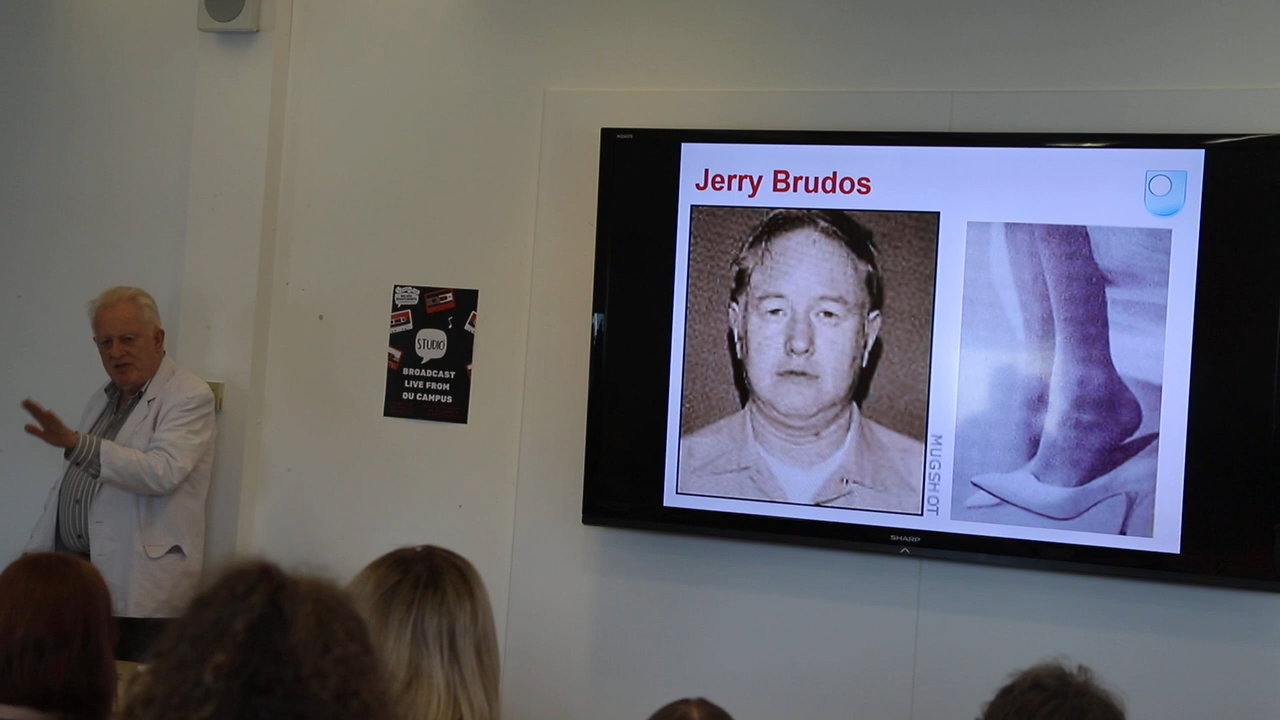 Jerry Brudos
MUGSHOT
STUDIO
BROADCAST
LIVE FROM
OU CAMPUS
SHARP